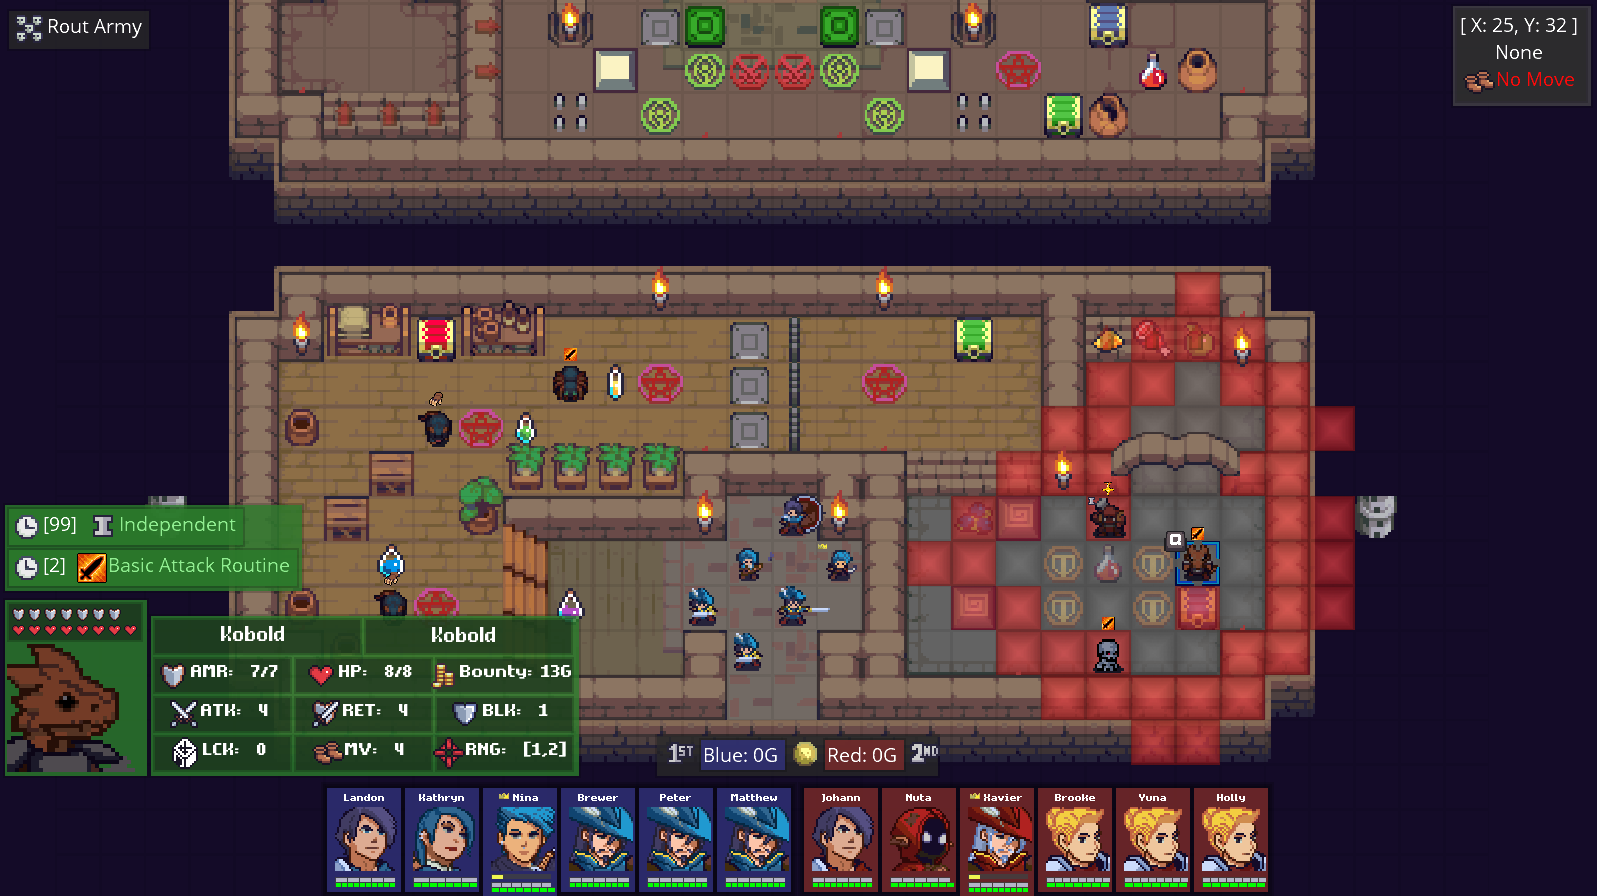 Rout Army
[ X: 25, Y: 32 ]
None
No Move
[99] Independent
[2] Basic Attack Routine
Q
Kobold Kobold
AMR: 7/7 HP: 8/8 Bounty: 13G
ATK: 4 RET: 4 BLK: 1
LCK: 0 MV: 4 RNG: [1,2]
1ST Blue: 0G Red: 0G 2ND
Landon Kathryn Nina Brewer Peter Matthew Johann Nuta Xavier Brooke Yuna Holly